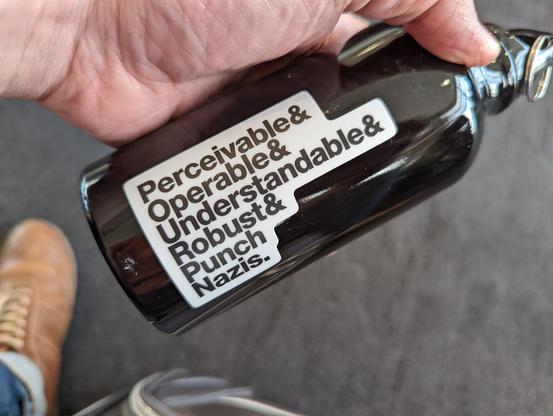 Perceivable&
Operable&
Understandable&
Robust&
Punch
Nazis.